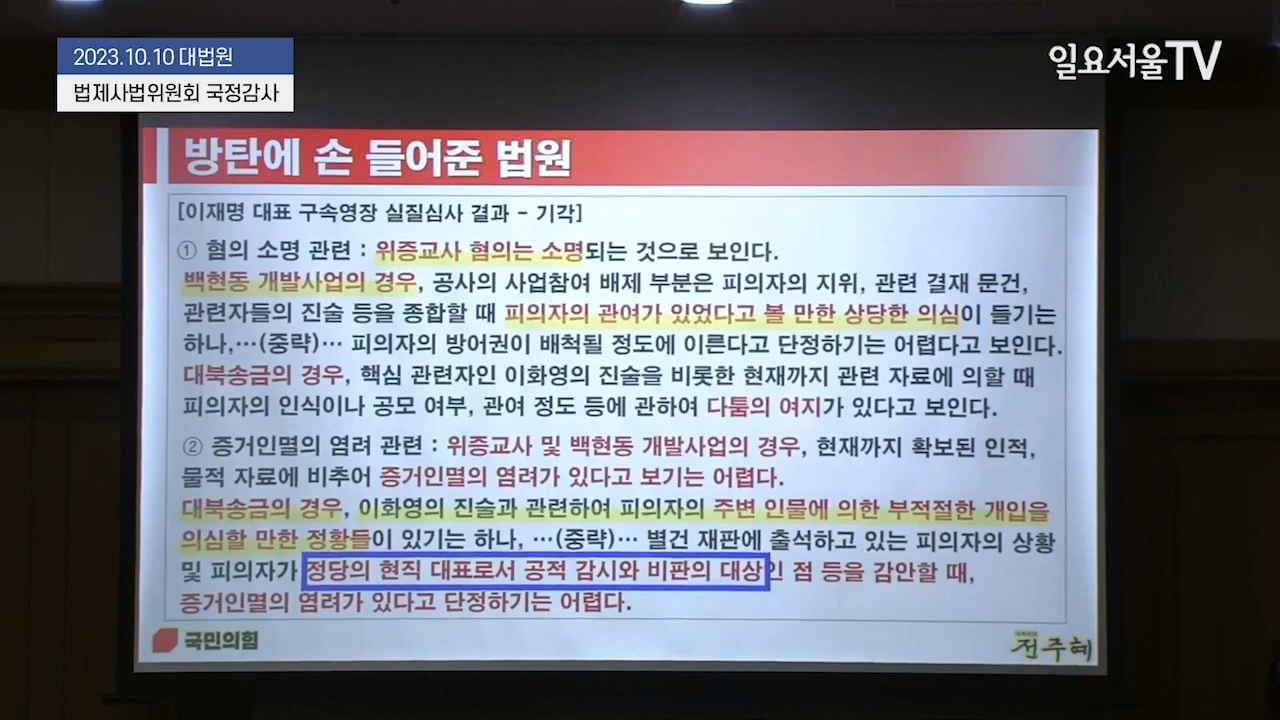 2023.10.10 대법원
법제사법위원회 국정감사
일요서울TV
방탄에 손 들어준 법원
[이재명 대표 구속영장 실질심사 결과 - 기각]
① 혐의 소명 관련 : 위증교사 혐의는 소명되는 것으로 보인다.
백현동 개발사업의 경우, 공사의 사업참여 배제 부분은 피의자의 지위, 관련 결재 문건,
관련자들의 진술 등을 종합할 때 피의자의 관여가 있었다고 볼 만한 상당한 의심이 들기는
하나,…(중략)… 피의자의 방어권이 배척될 정도에 이른다고 단정하기는 어렵다고 보인다.
대북송금의 경우, 핵심 관련자인 이화영의 진술을 비롯한 현재까지 관련 자료에 의할 때
피의자의 인식이나 공모 여부, 관여 정도 등에 관하여 다툼의 여지가 있다고 보인다.
② 증거인멸의 염려 관련 : 위증교사 및 백현동 개발사업의 경우, 현재까지 확보된 인적,
물적 자료에 비추어 증거인멸의 염려가 있다고 보기는 어렵다.
대북송금의 경우, 이화영의 진술과 관련하여 피의자의 주변 인물에 의한 부적절한 개입을
의심할 만한 정황들이 있기는 하나, …(중략)… 별건 재판에 출석하고 있는 피의자의 상황
및 피의자가 정당의 현직 대표로서 공적 감시와 비판의 대상인 점 등을 감안할 때,
증거인멸의 염려가 있다고 단정하기는 어렵다.
국민의힘
전주혜